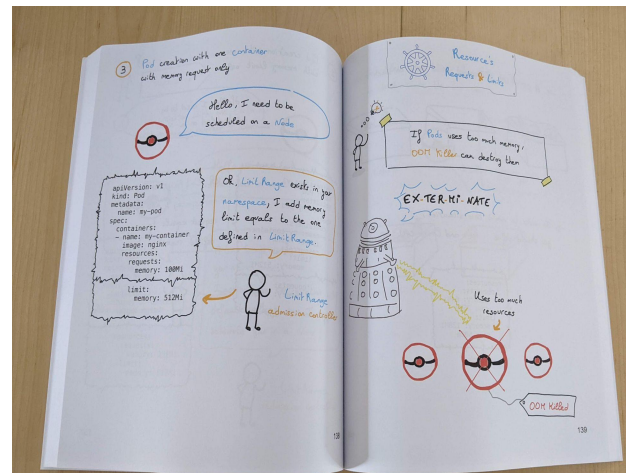 3 Pod creation with one container
with memory request only
Hello, I need to be
scheduled on a Node
apiVersion: v1
kind: Pod
metadata:
name: my-pod
spec:
containers:
- name: my-container
image: nginx
resources:
requests:
memory: 100Mi
limit:
memory: 512Mi
Ok, Limit Range exists in your
namespace, I add memory
limit equals to the one
defined in Limit Range.
Limit Range
admission controller
138
Resource's
Requests & Limits
If Pods uses too much memory,
OOM Killer can destroy them
EX-TER-MI-NATE
Uses too much
resources
OOM Killed
139